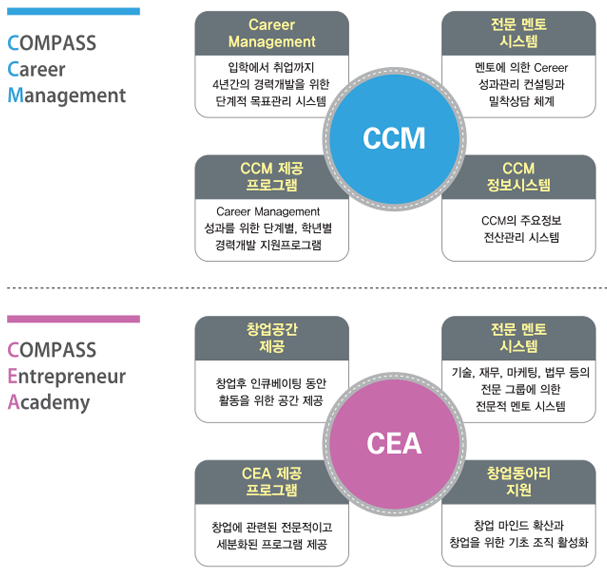 COMPASS
Career
Management
Career
Management
입학에서 취업까지
4년간의 경력개발을 위한
단계적 목표관리 시스템
전문 멘토
시스템
멘토에 의한 Cereer
성과관리 컨설팅과
밀착상담 체계
CCM
CCM 제공
프로그램
Career Management
성과를 위한 단계별, 학년별
경력개발 지원프로그램
CCM
정보시스템
CCM의 주요정보
전산관리 시스템
COMPASS
Entrepreneur
Academy
창업공간
제공
창업후 인큐베이팅 동안
활동을 위한 공간 제공
전문 멘토
시스템
기술, 재무, 마케팅, 법무 등의
전문 그룹에 의한
전문적 멘토 시스템
CEA
CEA 제공
프로그램
창업에 관련된 전문적이고
세분화된 프로그램 제공
창업동아리
지원
창업 마인드 확산과
창업을 위한 기초 조직 활성화